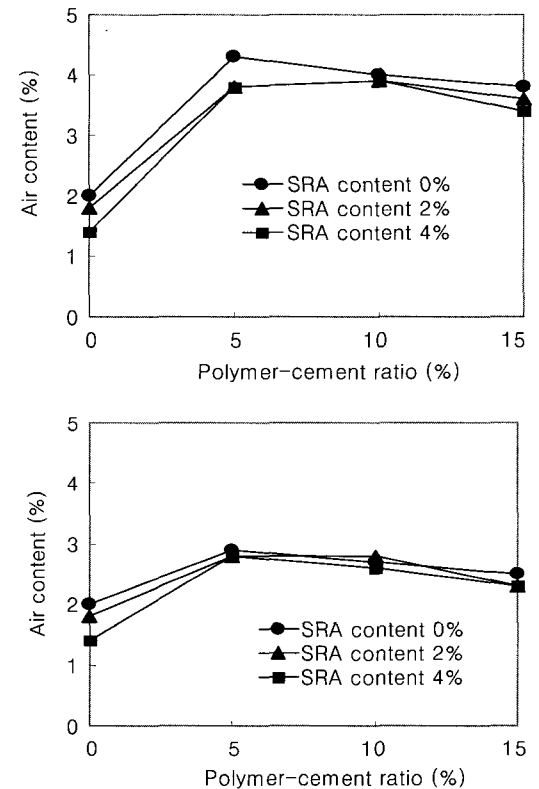 5
4
3
2
1
0
Air content (%)
SRA content 0%
SRA content 2%
SRA content 4%
0 5 10 15
Polymer-cement ratio (%)
5
4
3
2
1
0
Air content (%)
SRA content 0%
SRA content 2%
SRA content 4%
0 5 10 15
Polymer-cement ratio (%)